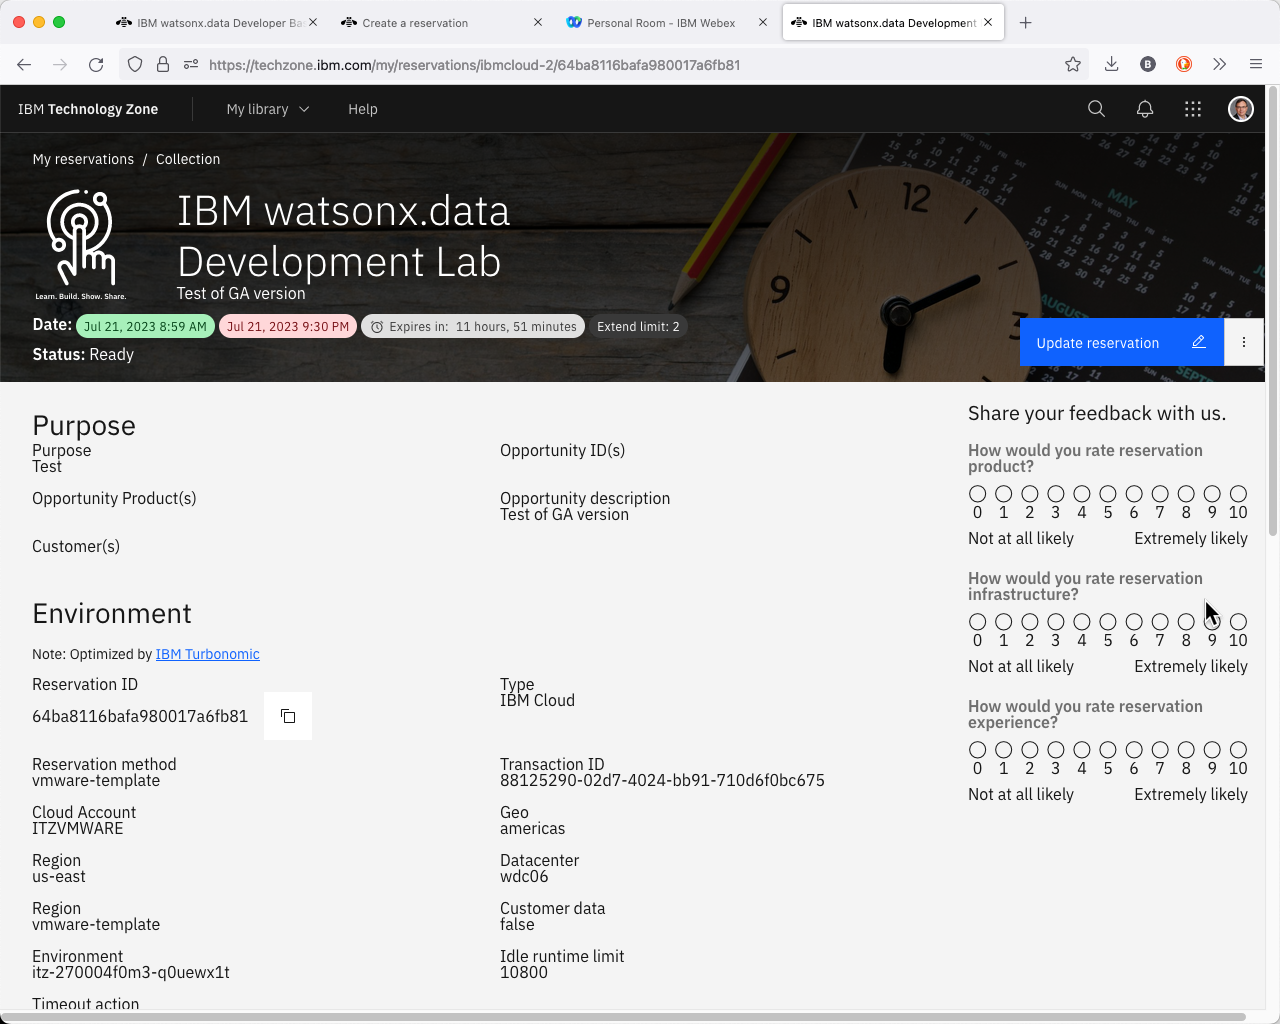 IBM watsonx.data Developer Ba
Create a reservation
Personal Room – IBM Webex
IBM watsonx.data Development
https://techzone.ibm.com/my/reservations/ibmcloud-2/64ba8116bafa980017a6fb81
B
IBM Technology Zone
My library
Help
My reservations / Collection
IBM watsonx.data
Development Lab
Learn. Build. Show. Share.
Test of GA version
Date: Jul 21, 2023 8:59 AM Jul 21, 2023 9:30 PM Expires in: 11 hours, 51 minutes Extend limit: 2
Status: Ready
Update reservation
12
9
3
MAY
AUGUST
Purpose
Purpose
Test
Opportunity ID(s)
Opportunity Product(s)
Opportunity description
Test of GA version
Customer(s)
Environment
Note: Optimized by IBM Turbonomic
Reservation ID
64ba8116bafa980017a6fb81
Type
IBM Cloud
Reservation method
vmware-template
Transaction ID
88125290-02d7-4024-bb91-710d6f0bc675
Cloud Account
ITZVMWARE
Geo
americas
Region
us-east
Datacenter
wdc06
Region
vmware-template
Customer data
false
Environment
itz-270004f0m3-q0uewx1t
Idle runtime limit
10800
Timeout action
Share your feedback with us.
How would you rate reservation
product?
0 1 2 3 4 5 6 7 8 9 10
Not at all likely Extremely likely
How would you rate reservation
infrastructure?
0 1 2 3 4 5 6 7 8 9 10
Not at all likely Extremely likely
How would you rate reservation
experience?
0 1 2 3 4 5 6 7 8 9 10
Not at all likely Extremely likely